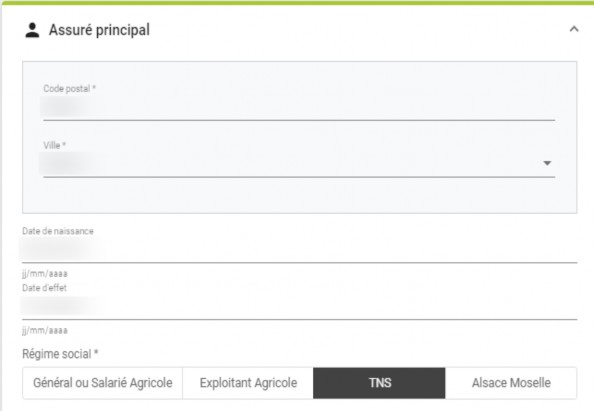 Assuré principal
Code postal *
Ville *
Date de naissance
jj/mm/aaaa
Date d'effet
jj/mm/aaaa
Régime social *
Général ou Salarié Agricole Exploitant Agricole TNS Alsace Moselle